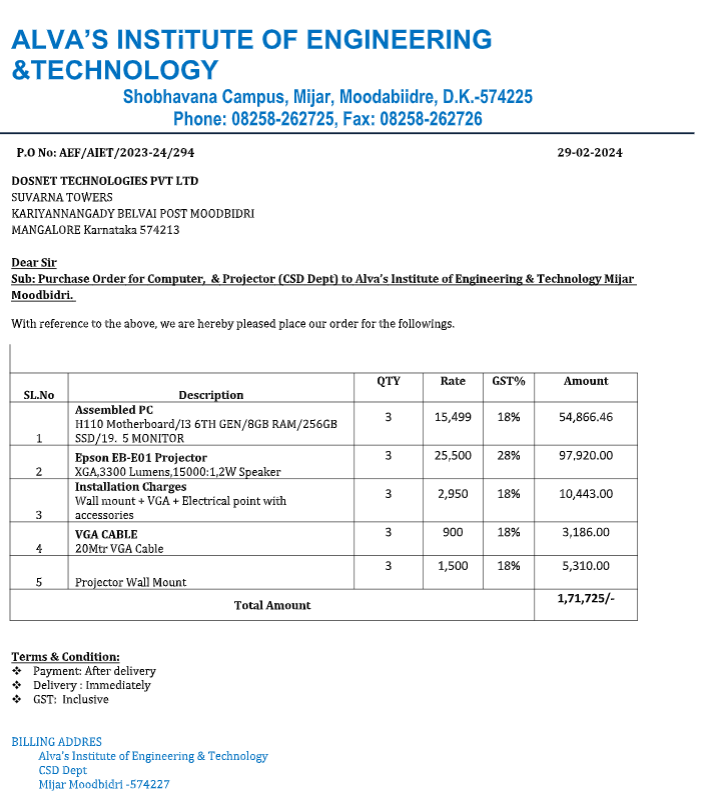 ALVA'S INSTiTUTE OF ENGINEERING
&TECHNOLOGY
Shobhavana Campus, Mijar, Moodabiidre, D.K.-574225
Phone: 08258-262725, Fax: 08258-262726
P.O No: AEF/AIET/2023-24/294 29-02-2024
DOSNET TECHNOLOGIES PVT LTD
SUVARNA TOWERS
KARIYANNANGADY BELVAI POST MOODBIDRI
MANGALORE Karnataka 574213
Dear Sir
Sub: Purchase Order for Computer, & Projector (CSD Dept) to Alva's Institute of Engineering & Technology Mijar
Moodbidri.
With reference to the above, we are hereby pleased place our order for the followings.
SL.No Description QTY Rate GST% Amount
Assembled PC
H110 Motherboard/I3 6TH GEN/8GB RAM/256GB 3 15,499 18% 54,866.46
1 SSD/19. 5 MONITOR
Epson EB-E01 Projector 3 25,500 28% 97,920.00
2 XGA,3300 Lumens,15000:1,2W Speaker
Installation Charges 3 2,950 18% 10,443.00
Wall mount + VGA + Electrical point with
3 accessories
VGA CABLE 3 900 18% 3,186.00
4 20Mtr VGA Cable
3 1,500 18% 5,310.00
5 Projector Wall Mount
Total Amount 1,71,725/-
Terms & Condition:
❖ Payment: After delivery
❖ Delivery : Immediately
❖ GST: Inclusive
BILLING ADDRES
Alva's Institute of Engineering & Technology
CSD Dept
Mijar Moodbidri -574227